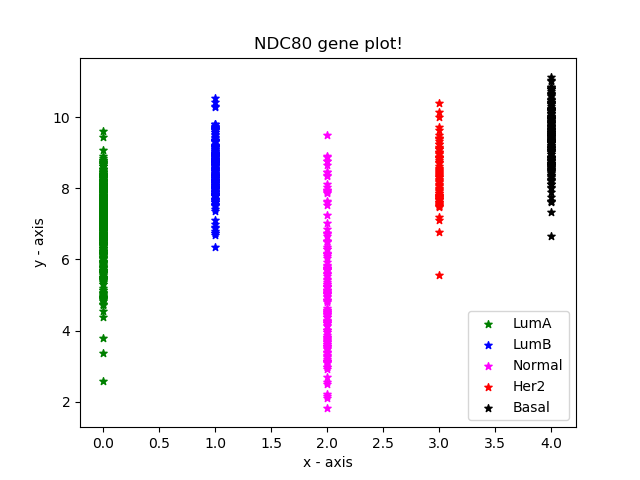 NDC80 gene plot!
y - axis
10
8
6
4
2
0.0 0.5 1.0 1.5 2.0 2.5 3.0 3.5 4.0
x - axis
LumA
LumB
Normal
Her2
Basal